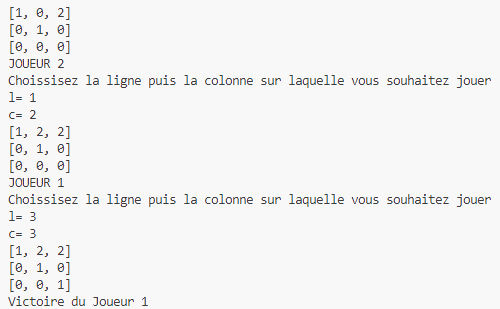 [1, 0, 2]
[0, 1, 0]
[0, 0, 0]
JOUEUR 2
Choissisez la ligne puis la colonne sur laquelle vous souhaitez jouer
l= 1
c= 2
[1, 2, 2]
[0, 1, 0]
[0, 0, 0]
JOUEUR 1
Choissisez la ligne puis la colonne sur laquelle vous souhaitez jouer
l= 3
c= 3
[1, 2, 2]
[0, 1, 0]
[0, 0, 1]
Victoire du Joueur 1